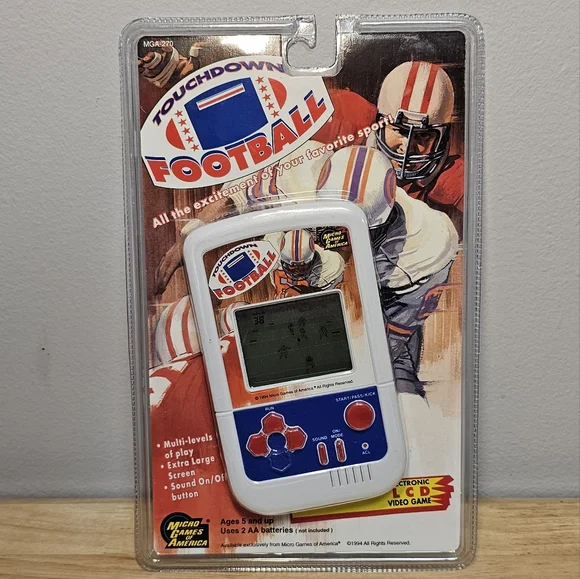 MGA-270
TOUCHDOWN
FOOTBALL
All the excitement of your favorite sport!
TOUCHDOWN
FOOTBALL
MICRO
GAMES OF
AMERICA
38
© 1994 Micro Games of America® All Rights Reserved.
RUN
START/PASS/KICK
SOUND
ON/
MODE
ACL
• Multi-levels
of play
• Extra Large
Screen
• Sound On/Off
button
MICRO
GAMES
OF
AMERICA
Ages 5 and up
Uses 2 AA batteries (not included)
Available exclusively from Micro Games of America®
©1994 All Rights Reserved.
LCD
VIDEO GAME